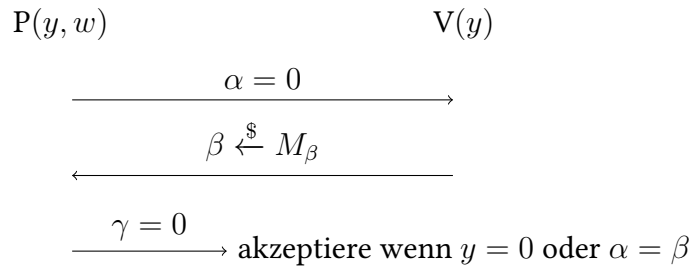 P(y, w) V(y)
α = 0
β ←$ M_β
γ = 0
akzeptiere wenn y = 0 oder α = β